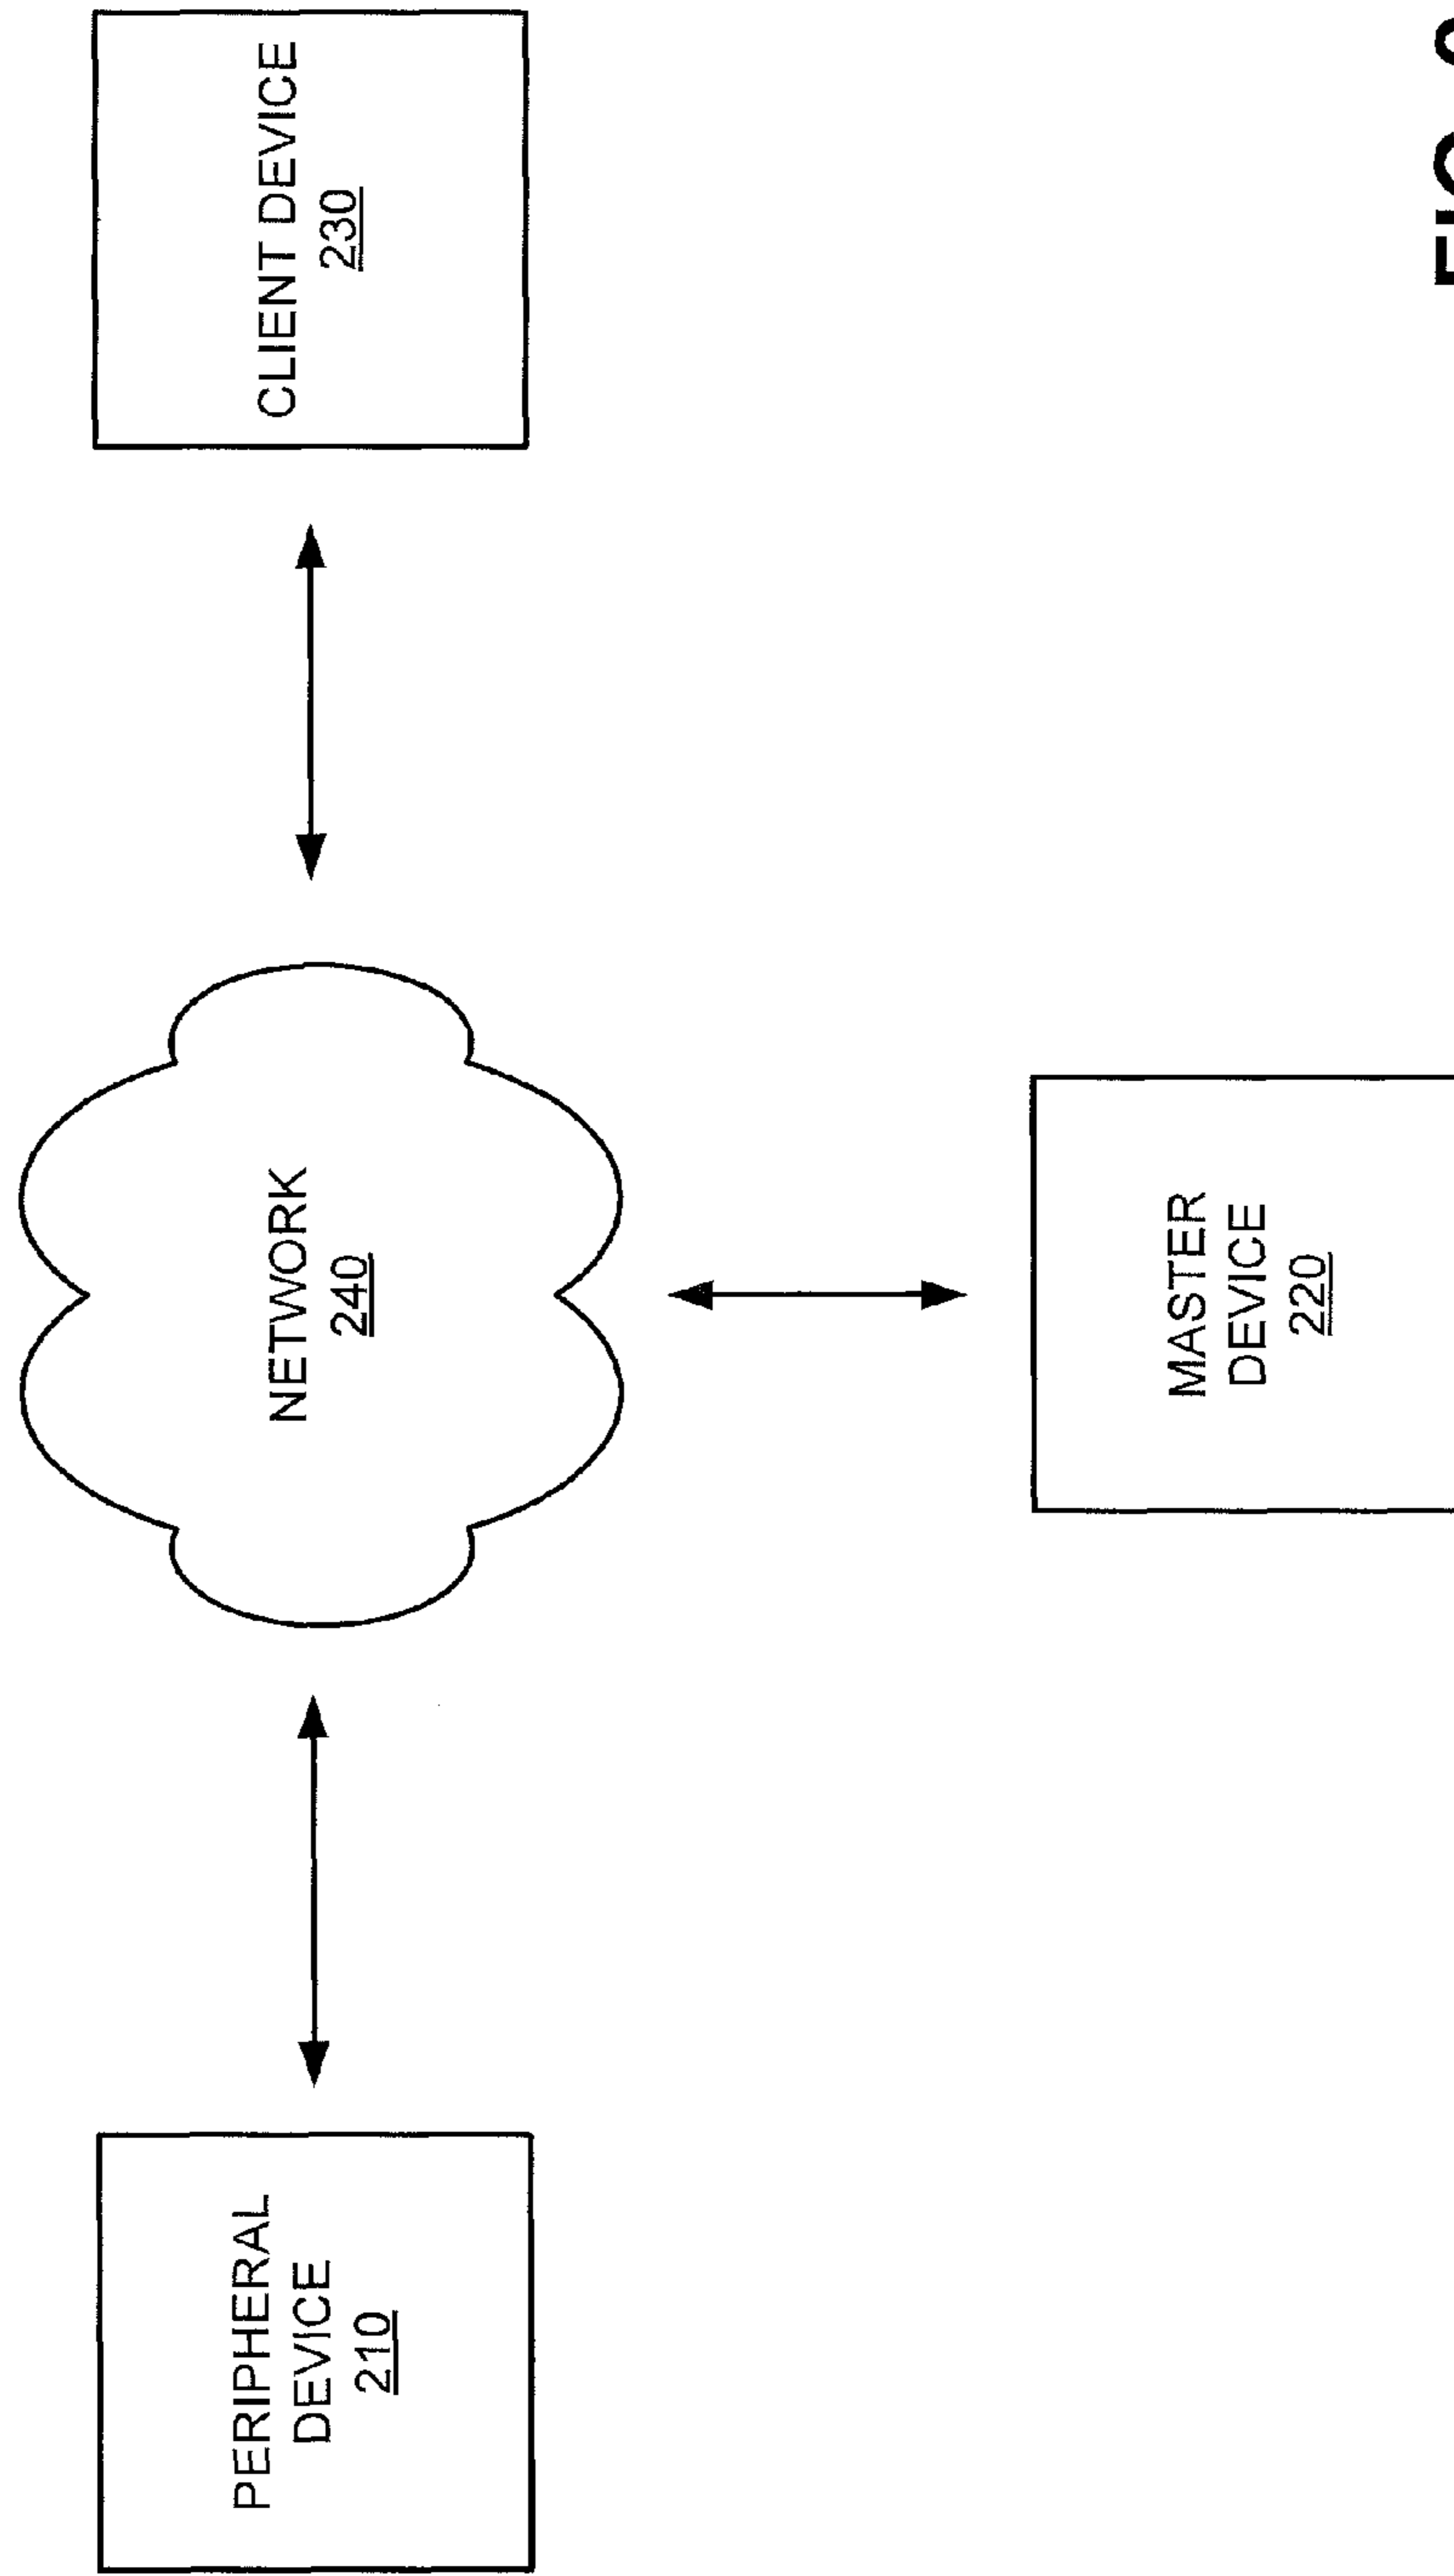 PERIPHERAL
DEVICE
210
NETWORK
240
CLIENT DEVICE
230
MASTER
DEVICE
220